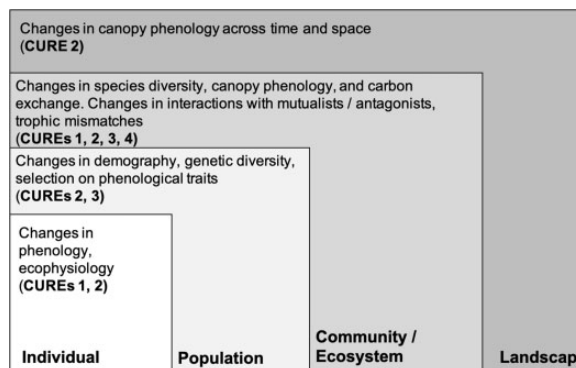 Changes in canopy phenology across time and space
(CURE 2)
Changes in species diversity, canopy phenology, and carbon
exchange. Changes in interactions with mutualists / antagonists,
trophic mismatches
(CUREs 1, 2, 3, 4)
Changes in demography, genetic diversity,
selection on phenological traits
(CUREs 2, 3)
Changes in
phenology,
ecophysiology
(CUREs 1, 2)
Individual
Population
Community /
Ecosystem
Landscap